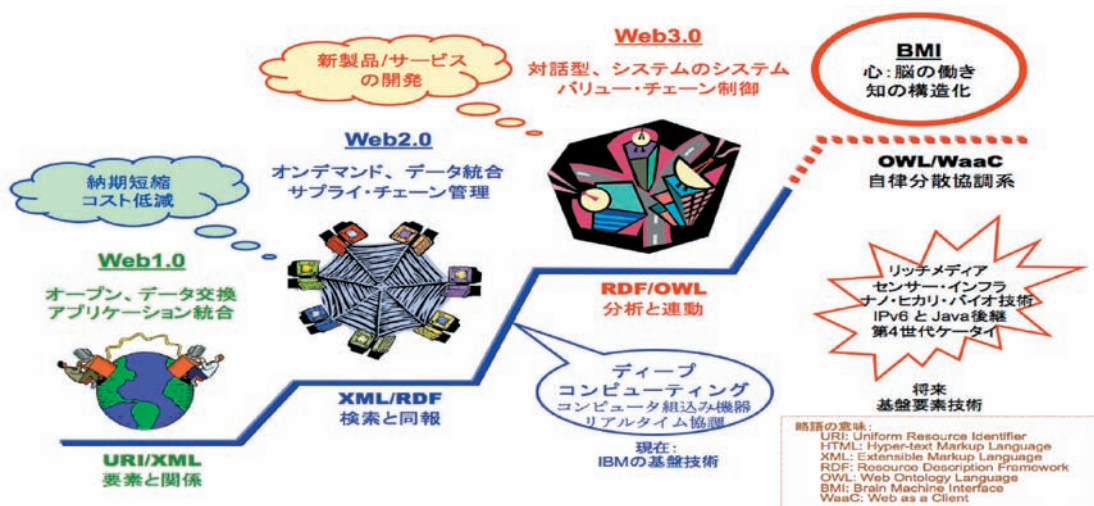 新製品/サービス
の開発
Web3.0
対話型、システムのシステム
バリュー・チェーン制御
BMI
心:脳の働き
知の構造化
納期短縮
コスト低減
Web2.0
オンデマンド、データ統合
サプライ・チェーン管理
OWL/WaaC
自律分散協調系
Web1.0
オープン、データ交換
アプリケーション統合
RDF/OWL
分析と連動
リッチメディア
センサー・インフラ
ナノ・ヒカリ・バイオ技術
IPv6 と Java後継
第4世代ケータイ
XML/RDF
検索と同報
ディープ
コンピューティング
コンピュータ組込み機器
リアルタイム協調
現在:
IBMの基盤技術
将来
基盤要素技術
URI/XML
要素と関係
略語の意味:
URI: Uniform Resource Identifier
HTML: Hyper-text Markup Language
XML: Extensible Markup Language
RDF: Resource Description Framework
OWL: Web Ontology Language
BMI: Brain Machine Interface
WaaC: Web as a Client